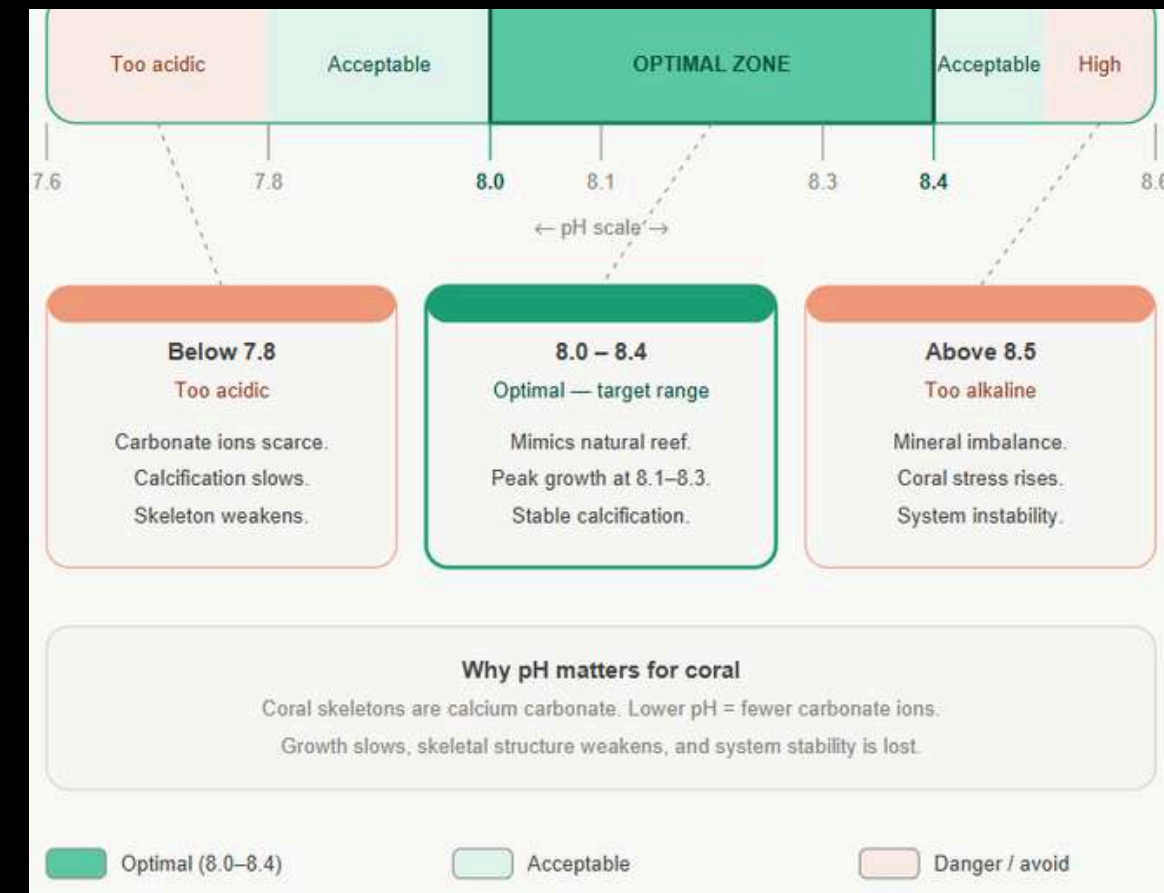 Too acidic
Acceptable
OPTIMAL ZONE
Acceptable
High
7.6
7.8
8.0
8.1
8.3
8.4
8.6
← pH scale →
Below 7.8
Too acidic
Carbonate ions scarce.
Calcification slows.
Skeleton weakens.
8.0 – 8.4
Optimal — target range
Mimics natural reef.
Peak growth at 8.1–8.3.
Stable calcification.
Above 8.5
Too alkaline
Mineral imbalance.
Coral stress rises.
System instability.
Why pH matters for coral
Coral skeletons are calcium carbonate. Lower pH = fewer carbonate ions.
Growth slows, skeletal structure weakens, and system stability is lost.
Optimal (8.0–8.4)
Acceptable
Danger / avoid